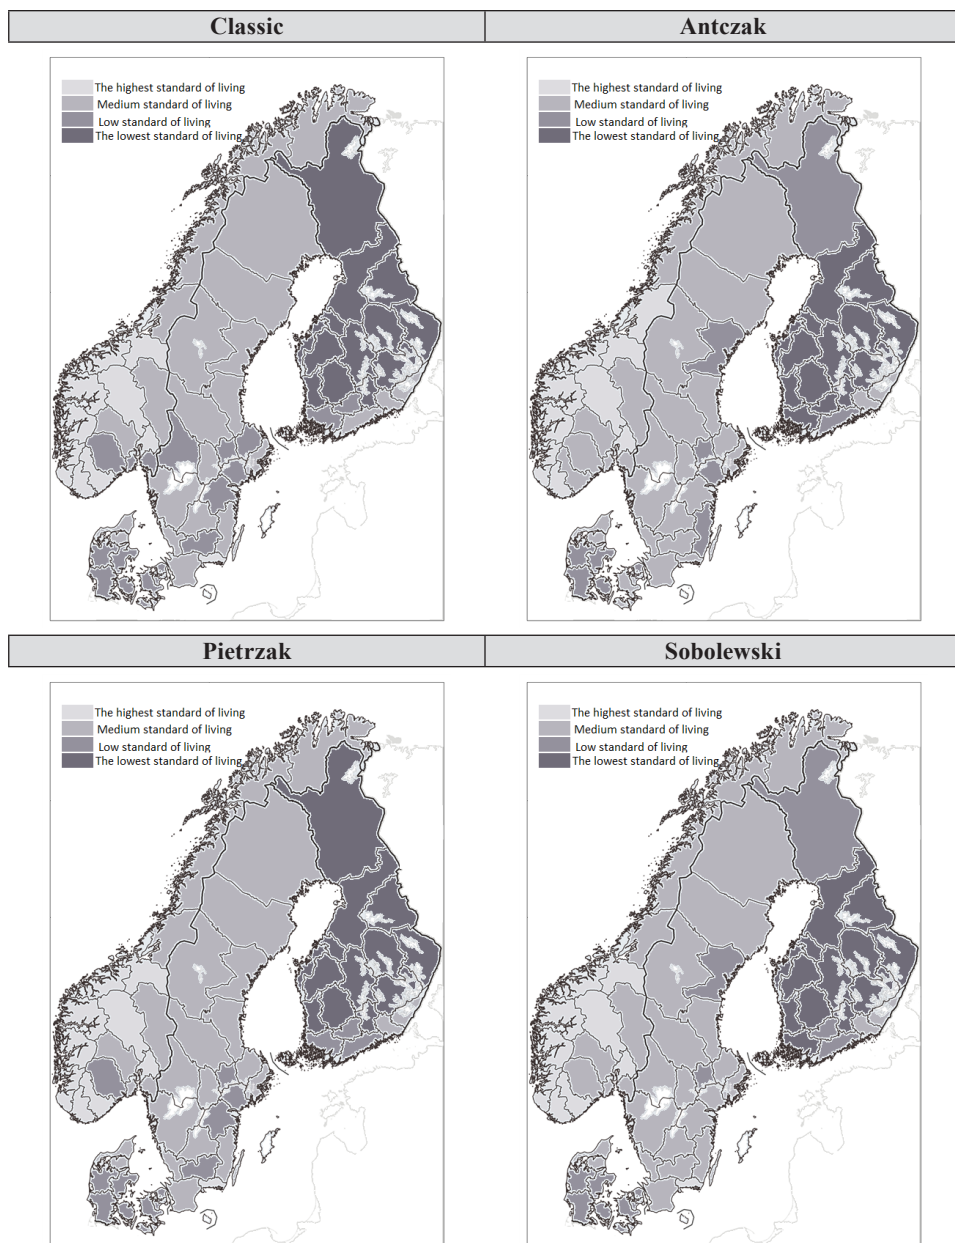 Classic
Antczak
The highest standard of living
Medium standard of living
Low standard of living
The lowest standard of living
The highest standard of living
Medium standard of living
Low standard of living
The lowest standard of living
Pietrzak
Sobolewski
The highest standard of living
Medium standard of living
Low standard of living
The lowest standard of living
The highest standard of living
Medium standard of living
Low standard of living
The lowest standard of living